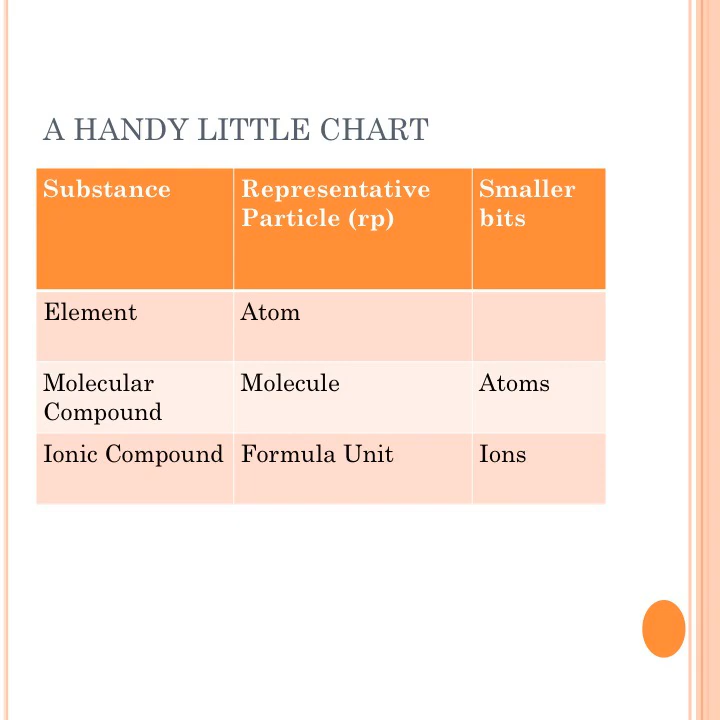 A HANDY LITTLE CHART
Substance
Representative
Particle (rp)
Smaller
bits
Element
Atom
Molecular
Compound
Molecule
Atoms
Ionic Compound
Formula Unit
Ions